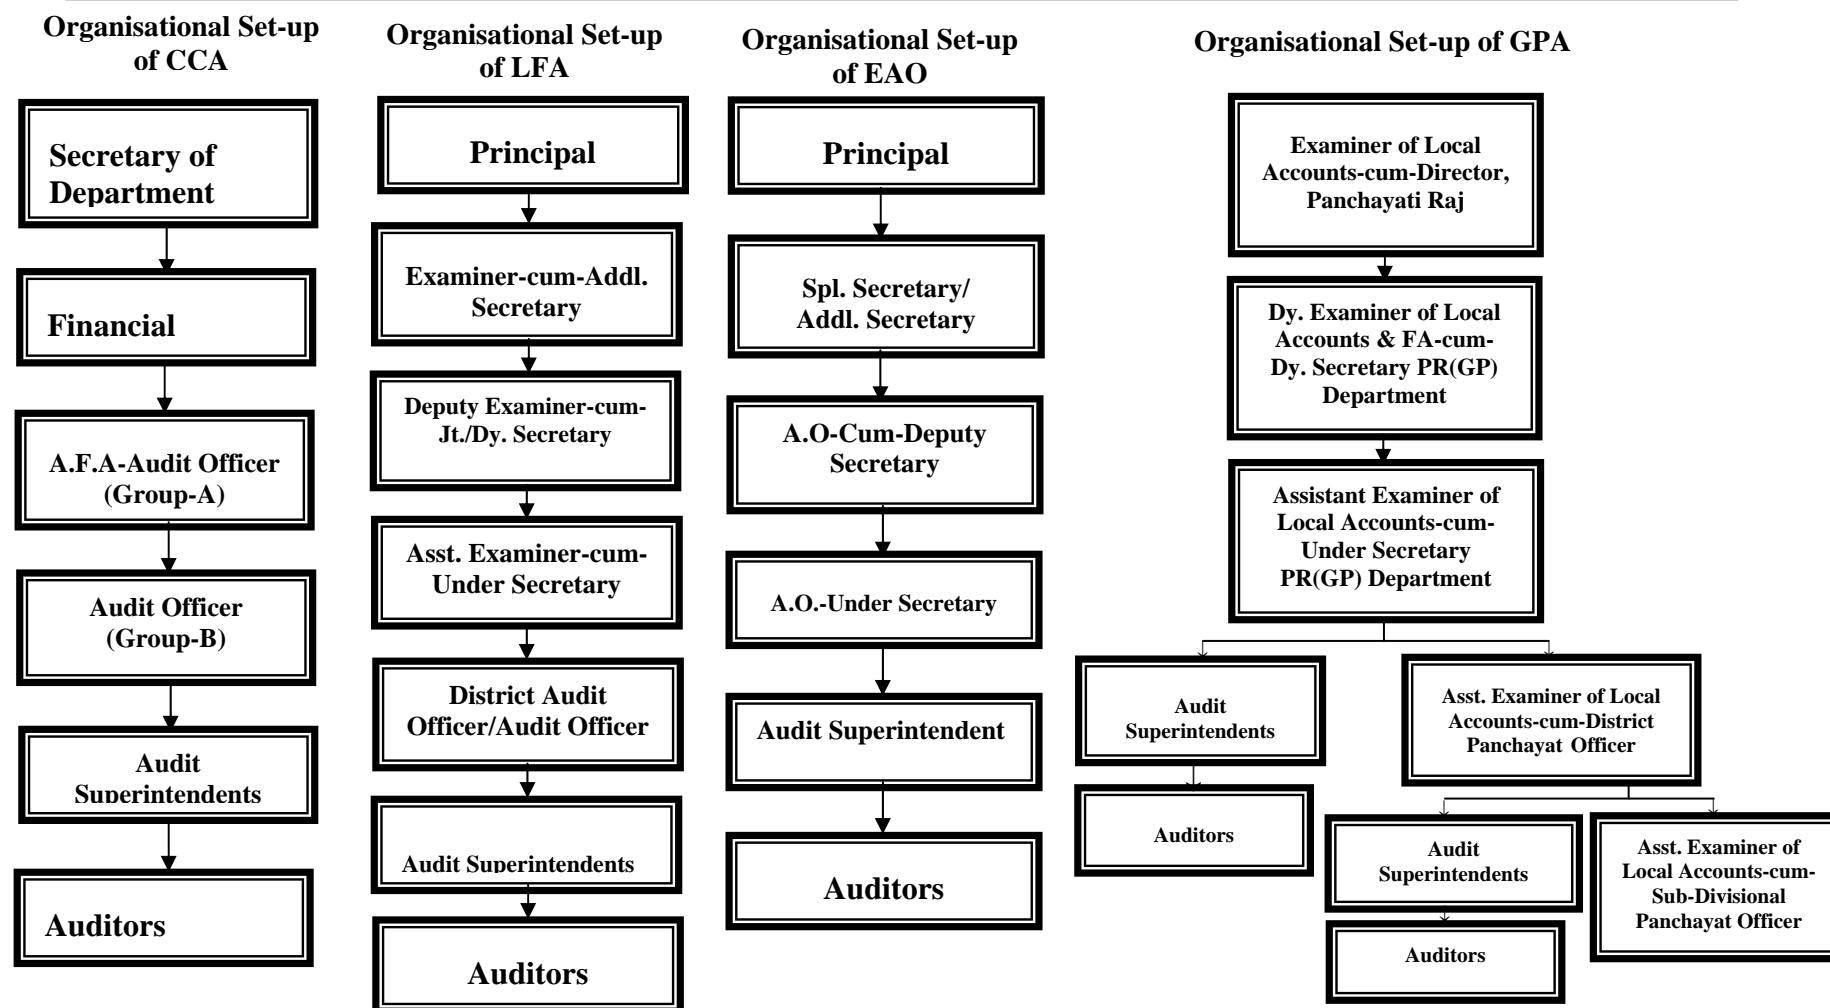 Organisational Set-up
of CCA
Secretary of
Department
Financial
A.F.A-Audit Officer
(Group-A)
Audit Officer
(Group-B)
Audit
Superintendents
Auditors
Organisational Set-up
of LFA
Principal
Examiner-cum-Addl.
Secretary
Deputy Examiner-cum-
Jt./Dy. Secretary
Asst. Examiner-cum-
Under Secretary
District Audit
Officer/Audit Officer
Audit Superintendents
Auditors
Organisational Set-up
of EAO
Principal
Spl. Secretary/
Addl. Secretary
A.O-Cum-Deputy
Secretary
A.O.-Under Secretary
Audit Superintendent
Auditors
Organisational Set-up of GPA
Examiner of Local
Accounts-cum-Director,
Panchayati Raj
Dy. Examiner of Local
Accounts & FA-cum-
Dy. Secretary PR(GP)
Department
Assistant Examiner of
Local Accounts-cum-
Under Secretary
PR(GP) Department
Audit
Superintendents
Auditors
Asst. Examiner of Local
Accounts-cum-District
Panchayat Officer
Audit
Superintendents
Auditors
Asst. Examiner of
Local Accounts-cum-
Sub-Divisional
Panchayat Officer